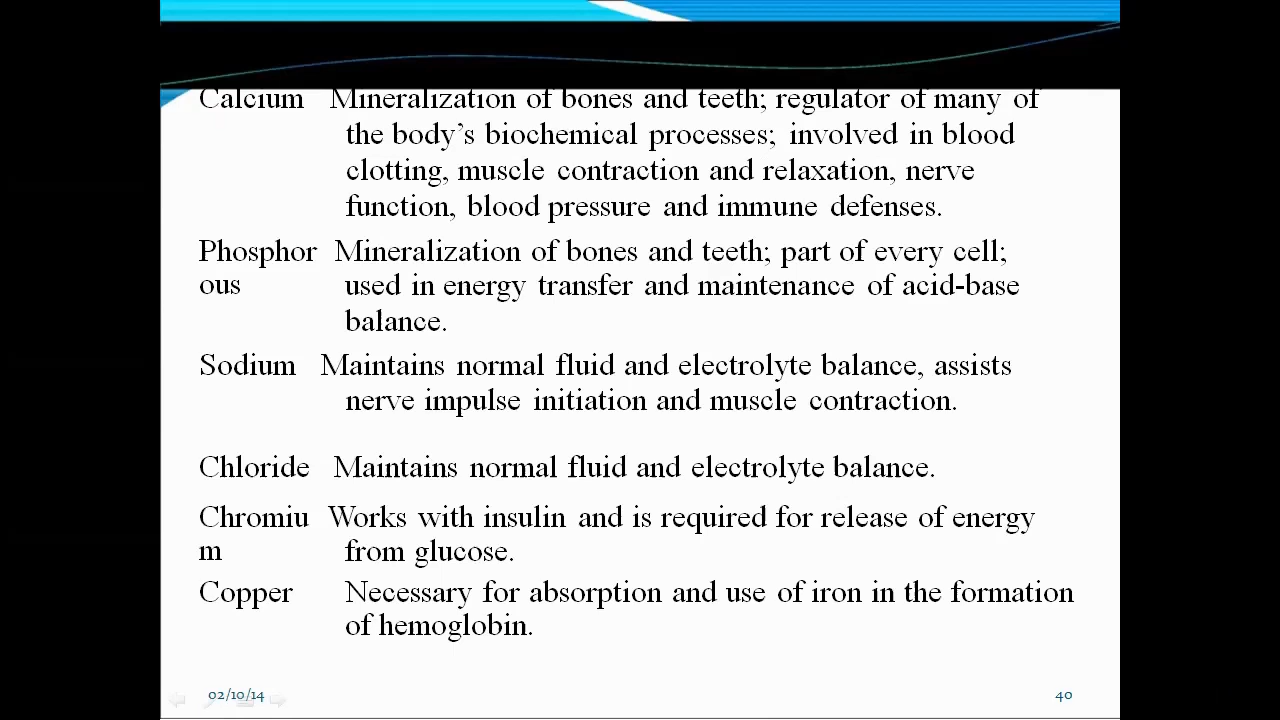 Calcium Mineralization of bones and teeth; regulator of many of
the body’s biochemical processes; involved in blood
clotting, muscle contraction and relaxation, nerve
function, blood pressure and immune defenses.
Phosphor Mineralization of bones and teeth; part of every cell;
ous used in energy transfer and maintenance of acid-base
balance.
Sodium Maintains normal fluid and electrolyte balance, assists
nerve impulse initiation and muscle contraction.
Chloride Maintains normal fluid and electrolyte balance.
Chromiu Works with insulin and is required for release of energy
m from glucose.
Copper Necessary for absorption and use of iron in the formation
of hemoglobin.
02/10/14 40